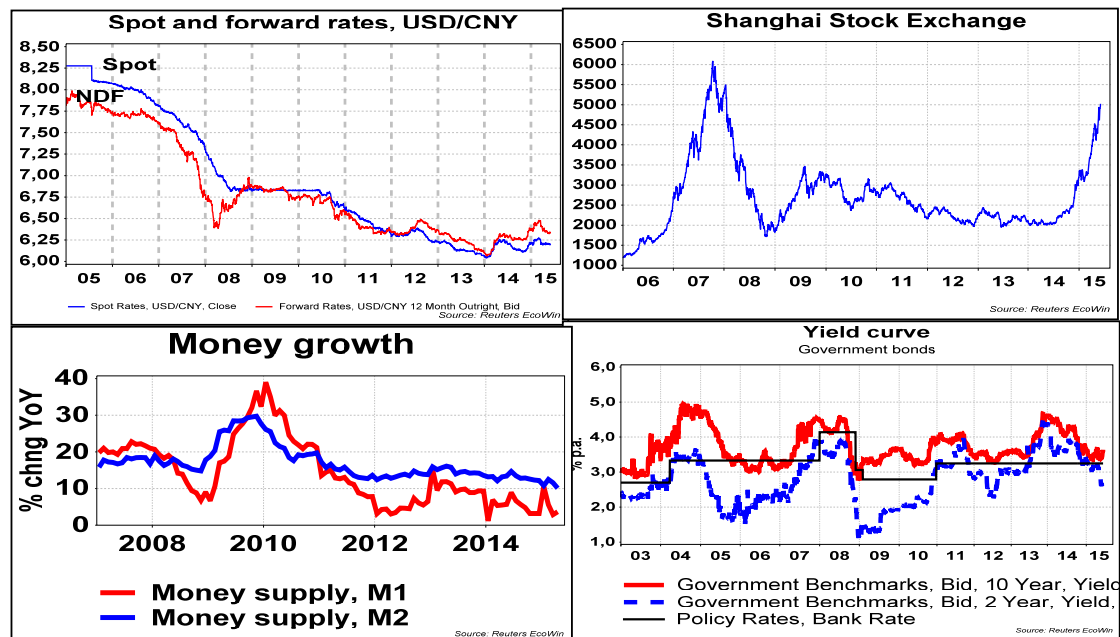 Spot and forward rates, USD/CNY
8,50
8,25
8,00
7,75
7,50
7,25
7,00
6,75
6,50
6,25
6,00
Spot
NDF
05 06 07 08 09 10 11 12 13 14 15
Spot Rates, USD/CNY, Close
Forward Rates, USD/CNY 12 Month Outright, Bid
Source: Reuters EcoWin
Shanghai Stock Exchange
6500
6000
5500
5000
4500
4000
3500
3000
2500
2000
1500
1000
06 07 08 09 10 11 12 13 14 15
Source: Reuters EcoWin
Money growth
% chng YoY
40
30
20
10
0
2008 2010 2012 2014
Money supply, M1
Money supply, M2
Source: Reuters EcoWin
Yield curve
Government bonds
% p.a.
6,0
5,0
4,0
3,0
2,0
1,0
03 04 05 06 07 08 09 10 11 12 13 14 15
Government Benchmarks, Bid, 10 Year, Yield
Government Benchmarks, Bid, 2 Year, Yield,
Policy Rates, Bank Rate
Source: Reuters EcoWin